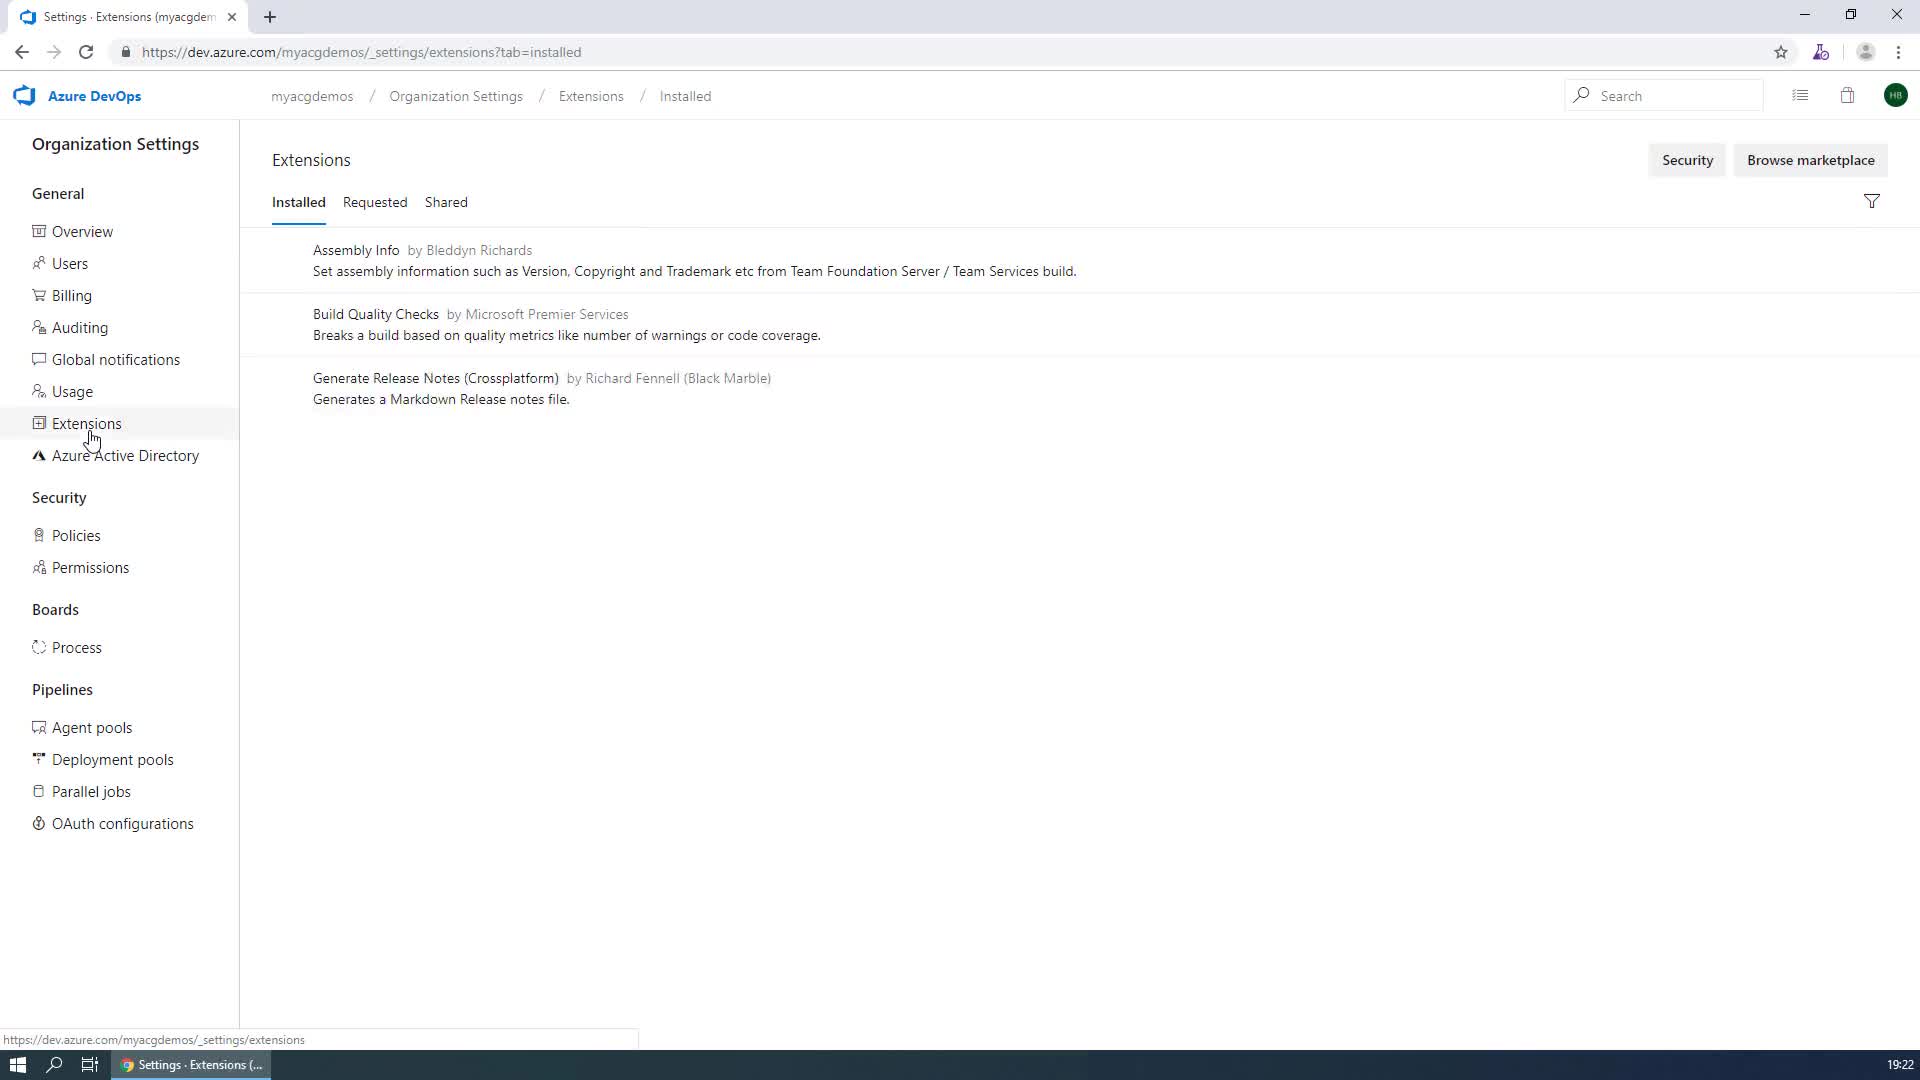 Settings · Extensions (myacgdem
https://dev.azure.com/myacgdemos/_settings/extensions?tab=installed
Azure DevOps
myacgdemos / Organization Settings / Extensions / Installed
Search
HB
Organization Settings
General
Overview
Users
Billing
Auditing
Global notifications
Usage
Extensions
Azure Active Directory
Security
Policies
Permissions
Boards
Process
Pipelines
Agent pools
Deployment pools
Parallel jobs
OAuth configurations
Extensions
Security
Browse marketplace
Installed Requested Shared
Assembly Info by Bleddyn Richards
Set assembly information such as Version, Copyright and Trademark etc from Team Foundation Server / Team Services build.
Build Quality Checks by Microsoft Premier Services
Breaks a build based on quality metrics like number of warnings or code coverage.
Generate Release Notes (Crossplatform) by Richard Fennell (Black Marble)
Generates a Markdown Release notes file.
https://dev.azure.com/myacgdemos/_settings/extensions
Settings · Extensions (...
19:22